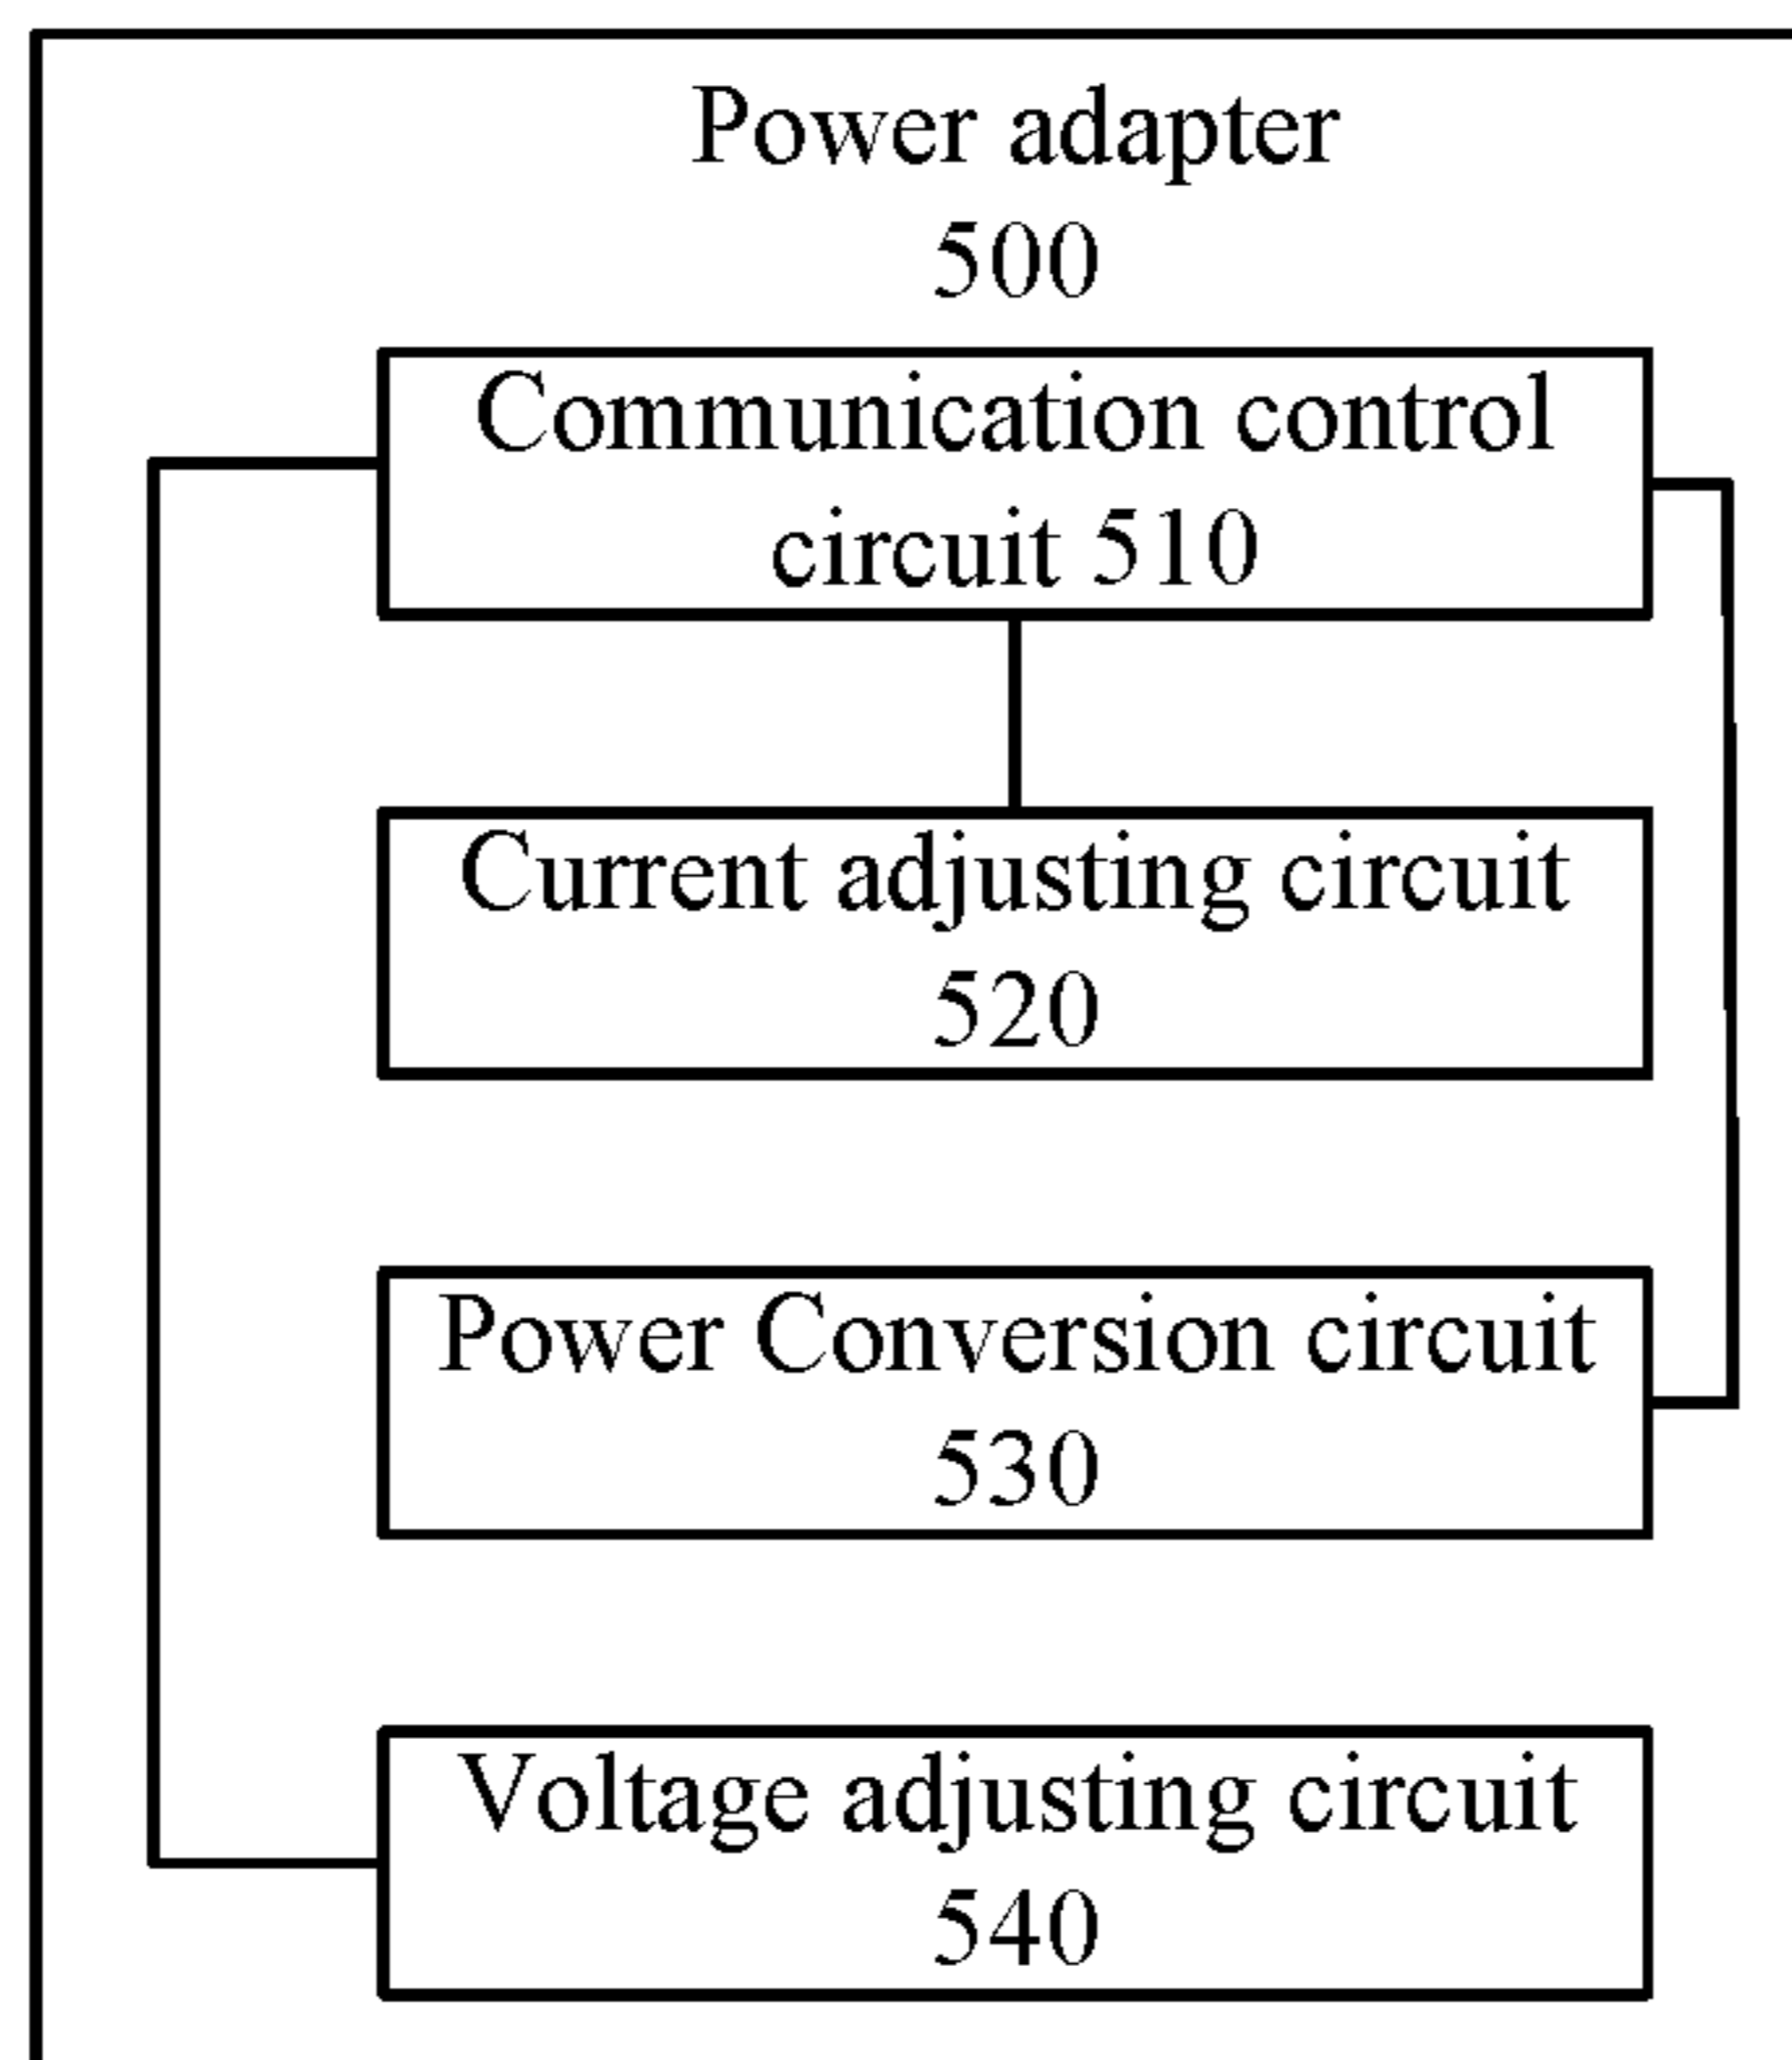 Power adapter
500
Communication control
circuit 510
Current adjusting circuit
520
Power Conversion circuit
530
Voltage adjusting circuit
540